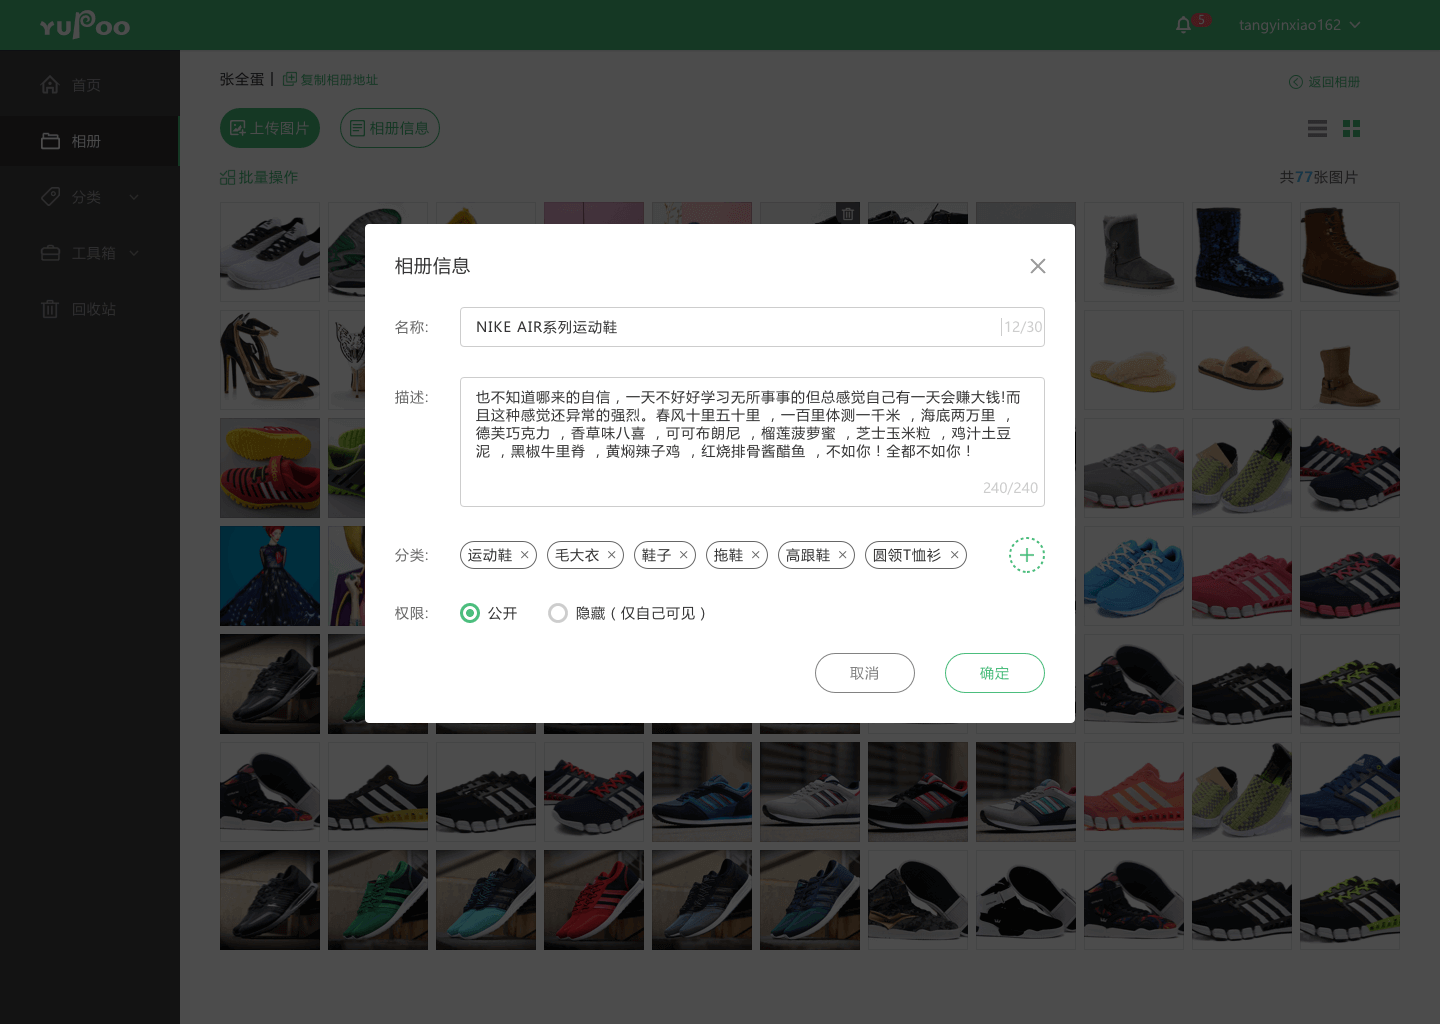 YUPOO
5
tangyinxiao162
首页
相册
分类
工具箱
回收站
张全蛋 | 复制相册地址
返回相册
上传图片
相册信息
批量操作
共77张图片
相册信息
名称:
NIKE AIR系列运动鞋
12/30
描述:
也不知道哪来的自信，一天不好好学习无所事事的但总感觉自己有一天会赚大钱!而
且这种感觉还异常的强烈。春风十里五十里 ，一百里体测一千米 ，海底两万里 ，
德芙巧克力 ，香草味八喜 ，可可布朗尼 ，榴莲菠萝蜜 ，芝士玉米粒 ，鸡汁土豆
泥 ，黑椒牛里脊 ，黄焖辣子鸡 ，红烧排骨酱醋鱼 ，不如你！全都不如你！
240/240
分类:
运动鞋 ×
毛大衣 ×
鞋子 ×
拖鞋 ×
高跟鞋 ×
圆领T恤衫 ×
权限:
公开
隐藏（仅自己可见）
取消
确定